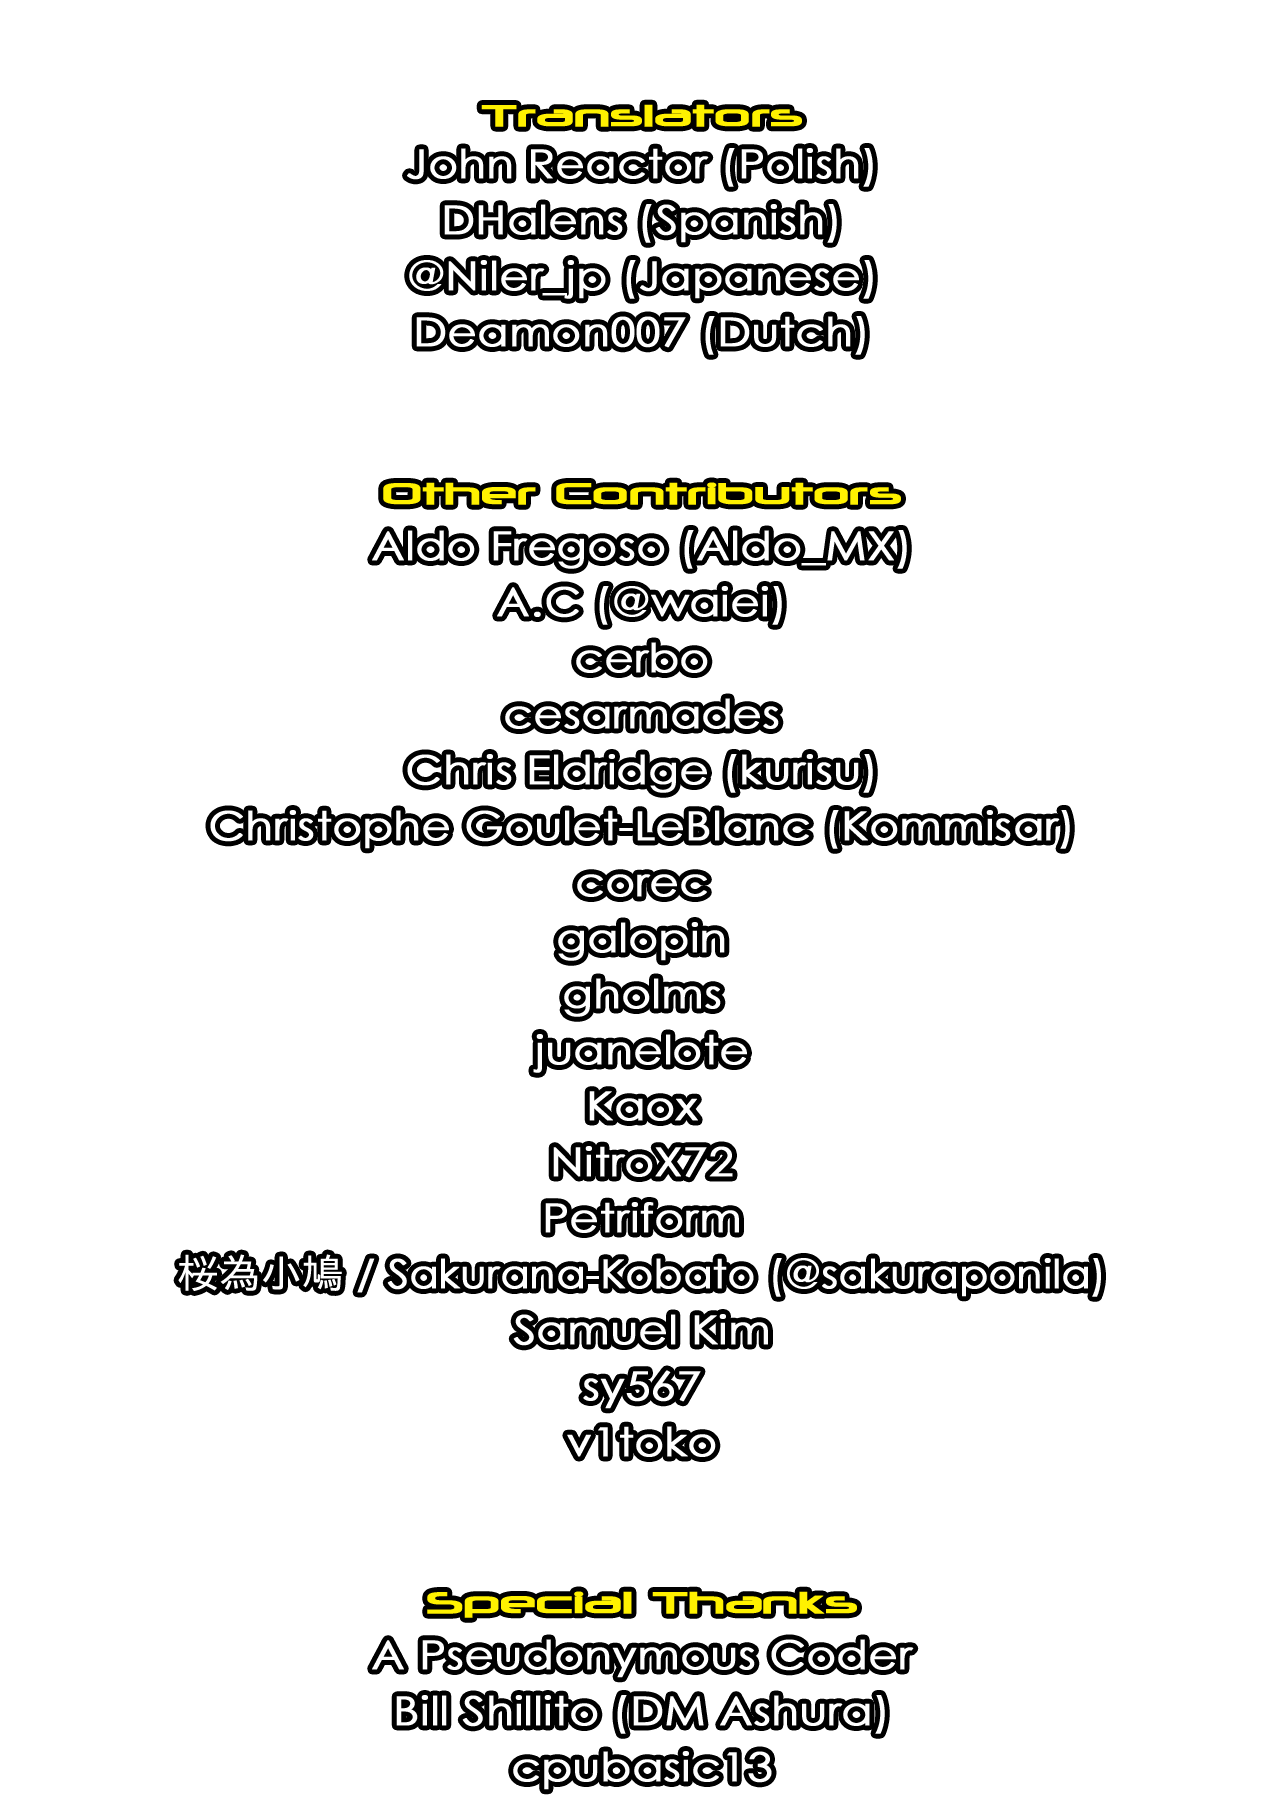 Translators
John Reactor (Polish)
DHalens (Spanish)
@Niler_jp (Japanese)
Deamon007 (Dutch)
Other Contributors
Aldo Fregoso (Aldo_MX)
A.C (@waiei)
cerbo
cesarmades
Chris Eldridge (kurisu)
Christophe Goulet-LeBlanc (Kommisar)
corec
galopin
gholms
juanelote
Kaox
NitroX72
Petriform
桜為小鳩 / Sakurana-Kobato (@sakuraponila)
Samuel Kim
sy567
v1toko
Special Thanks
A Pseudonymous Coder
Bill Shillito (DM Ashura)
cpubasic13